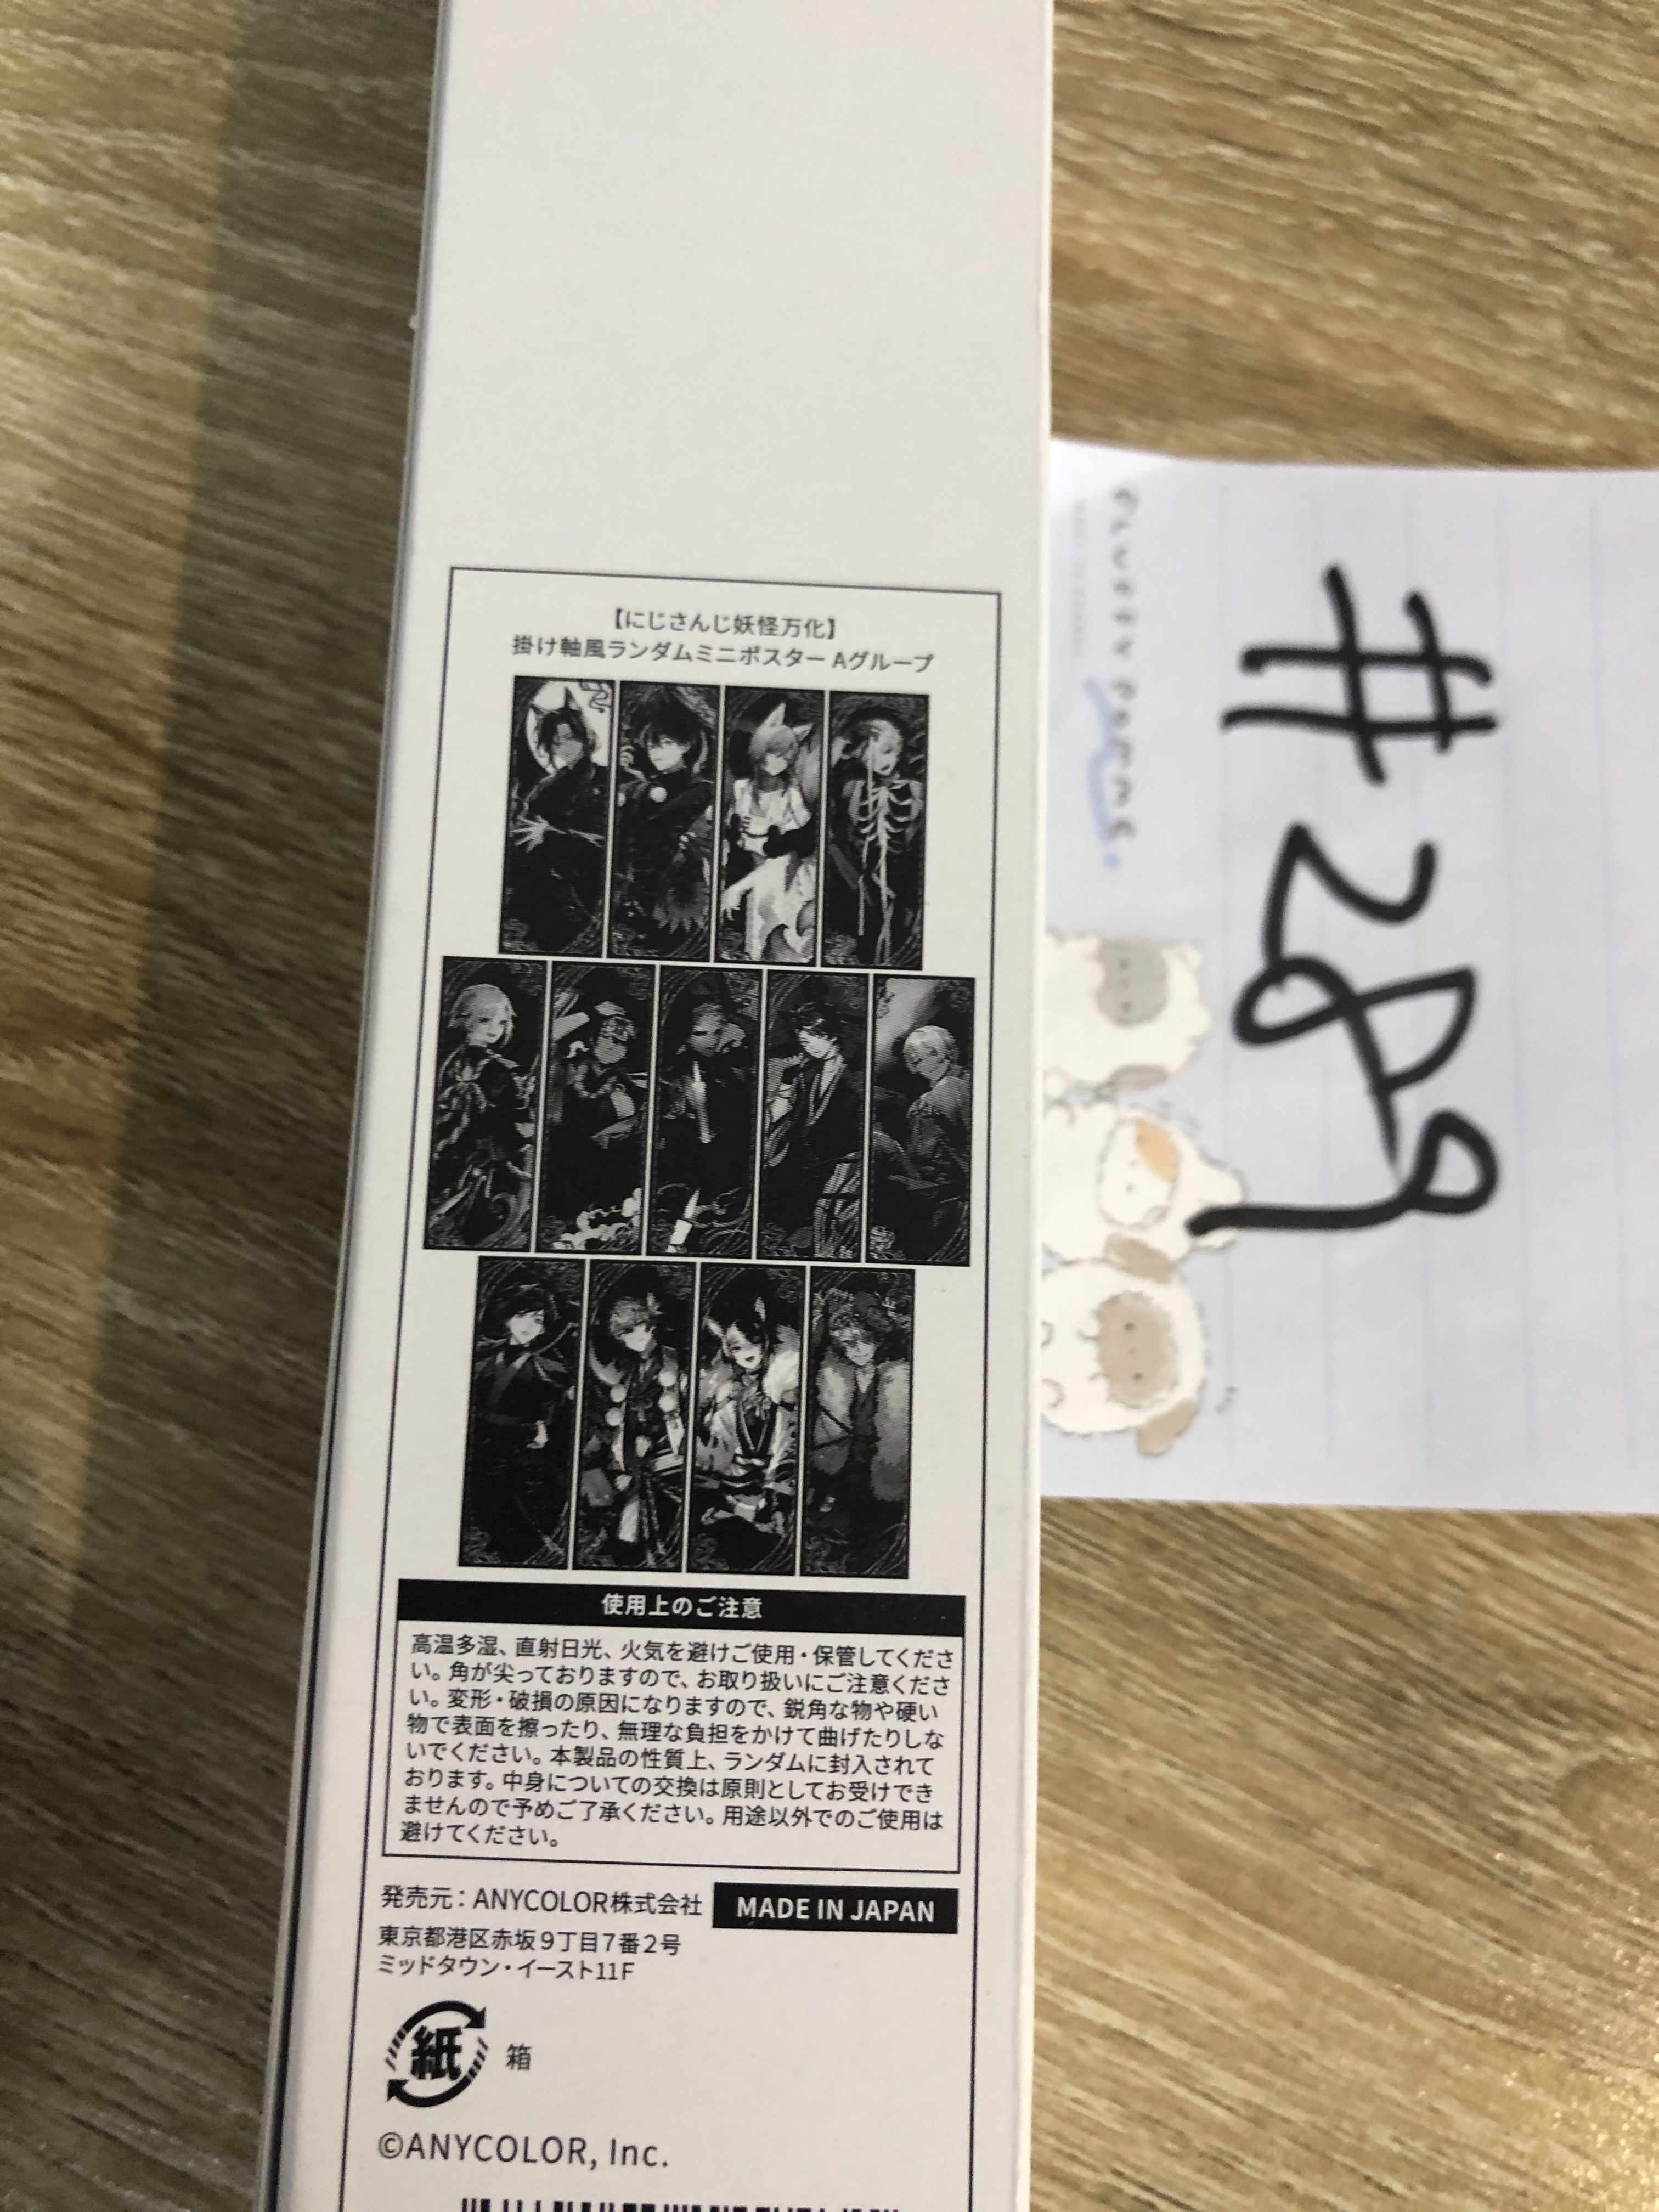 【にじさんじ妖怪万化】
掛け軸風ランダムミニポスター Aグループ
使用上のご注意
高温多湿、直射日光、火気を避けご使用・保管してくださ
い。角が尖っておりますので、お取り扱いにご注意くださ
い。変形・破損の原因になりますので、鋭角な物や硬い
物で表面を擦ったり、無理な負担をかけて曲げたりしな
いでください。本製品の性質上、ランダムに封入されて
おります。中身についての交換は原則としてお受けでき
ませんので予めご了承ください。用途以外でのご使用は
避けてください。
発売元：ANYCOLOR株式会社
MADE IN JAPAN
東京都港区赤坂9丁目7番2号
ミッドタウン・イースト11F
紙 箱
©ANYCOLOR, Inc.
#289